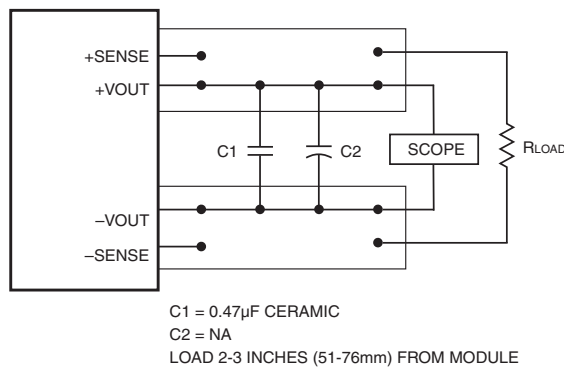 +SENSE
+VOUT
C1
C2
SCOPE
RLOAD
–VOUT
–SENSE
C1 = 0.47µF CERAMIC
C2 = NA
LOAD 2-3 INCHES (51-76mm) FROM MODULE